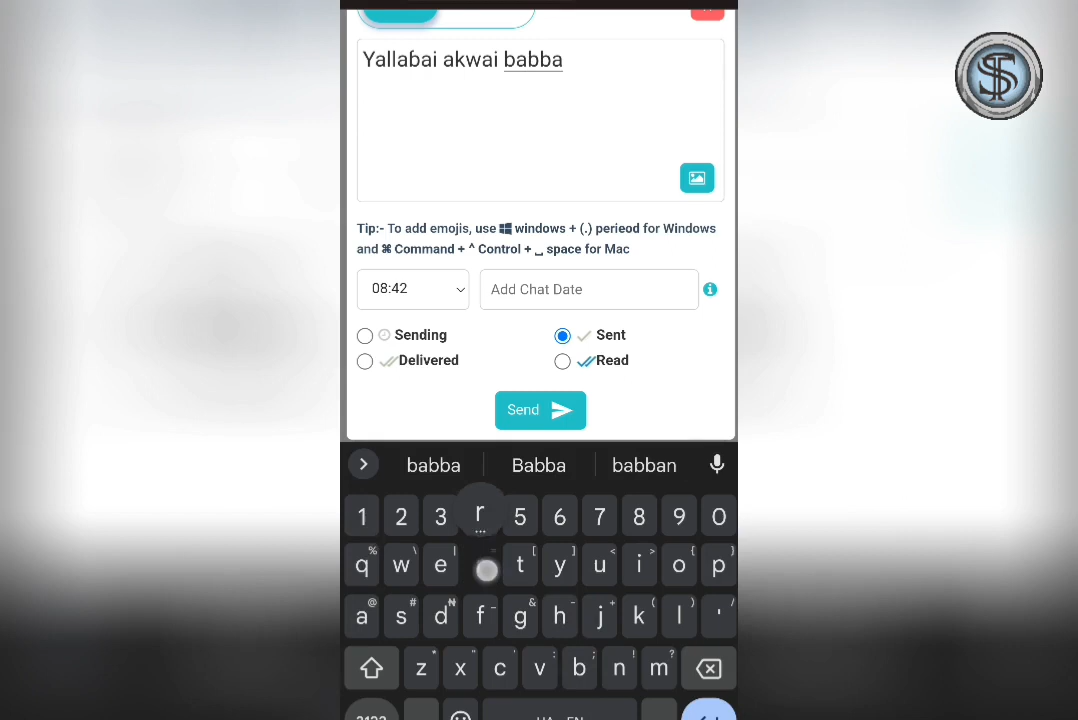 Yallaɓai akwai babba
Tip:- To add emojis, use windows + (.) perieod for Windows
and ⌘ Command + ^ Control + ⎵ space for Mac
08:42
Add Chat Date
Sending
Sent
Delivered
Read
Send
babba Babba babban
1 2 3 r 5 6 7 8 9 0
q w e t y u i o p
a s d f g h j k l '
z x c v b n m